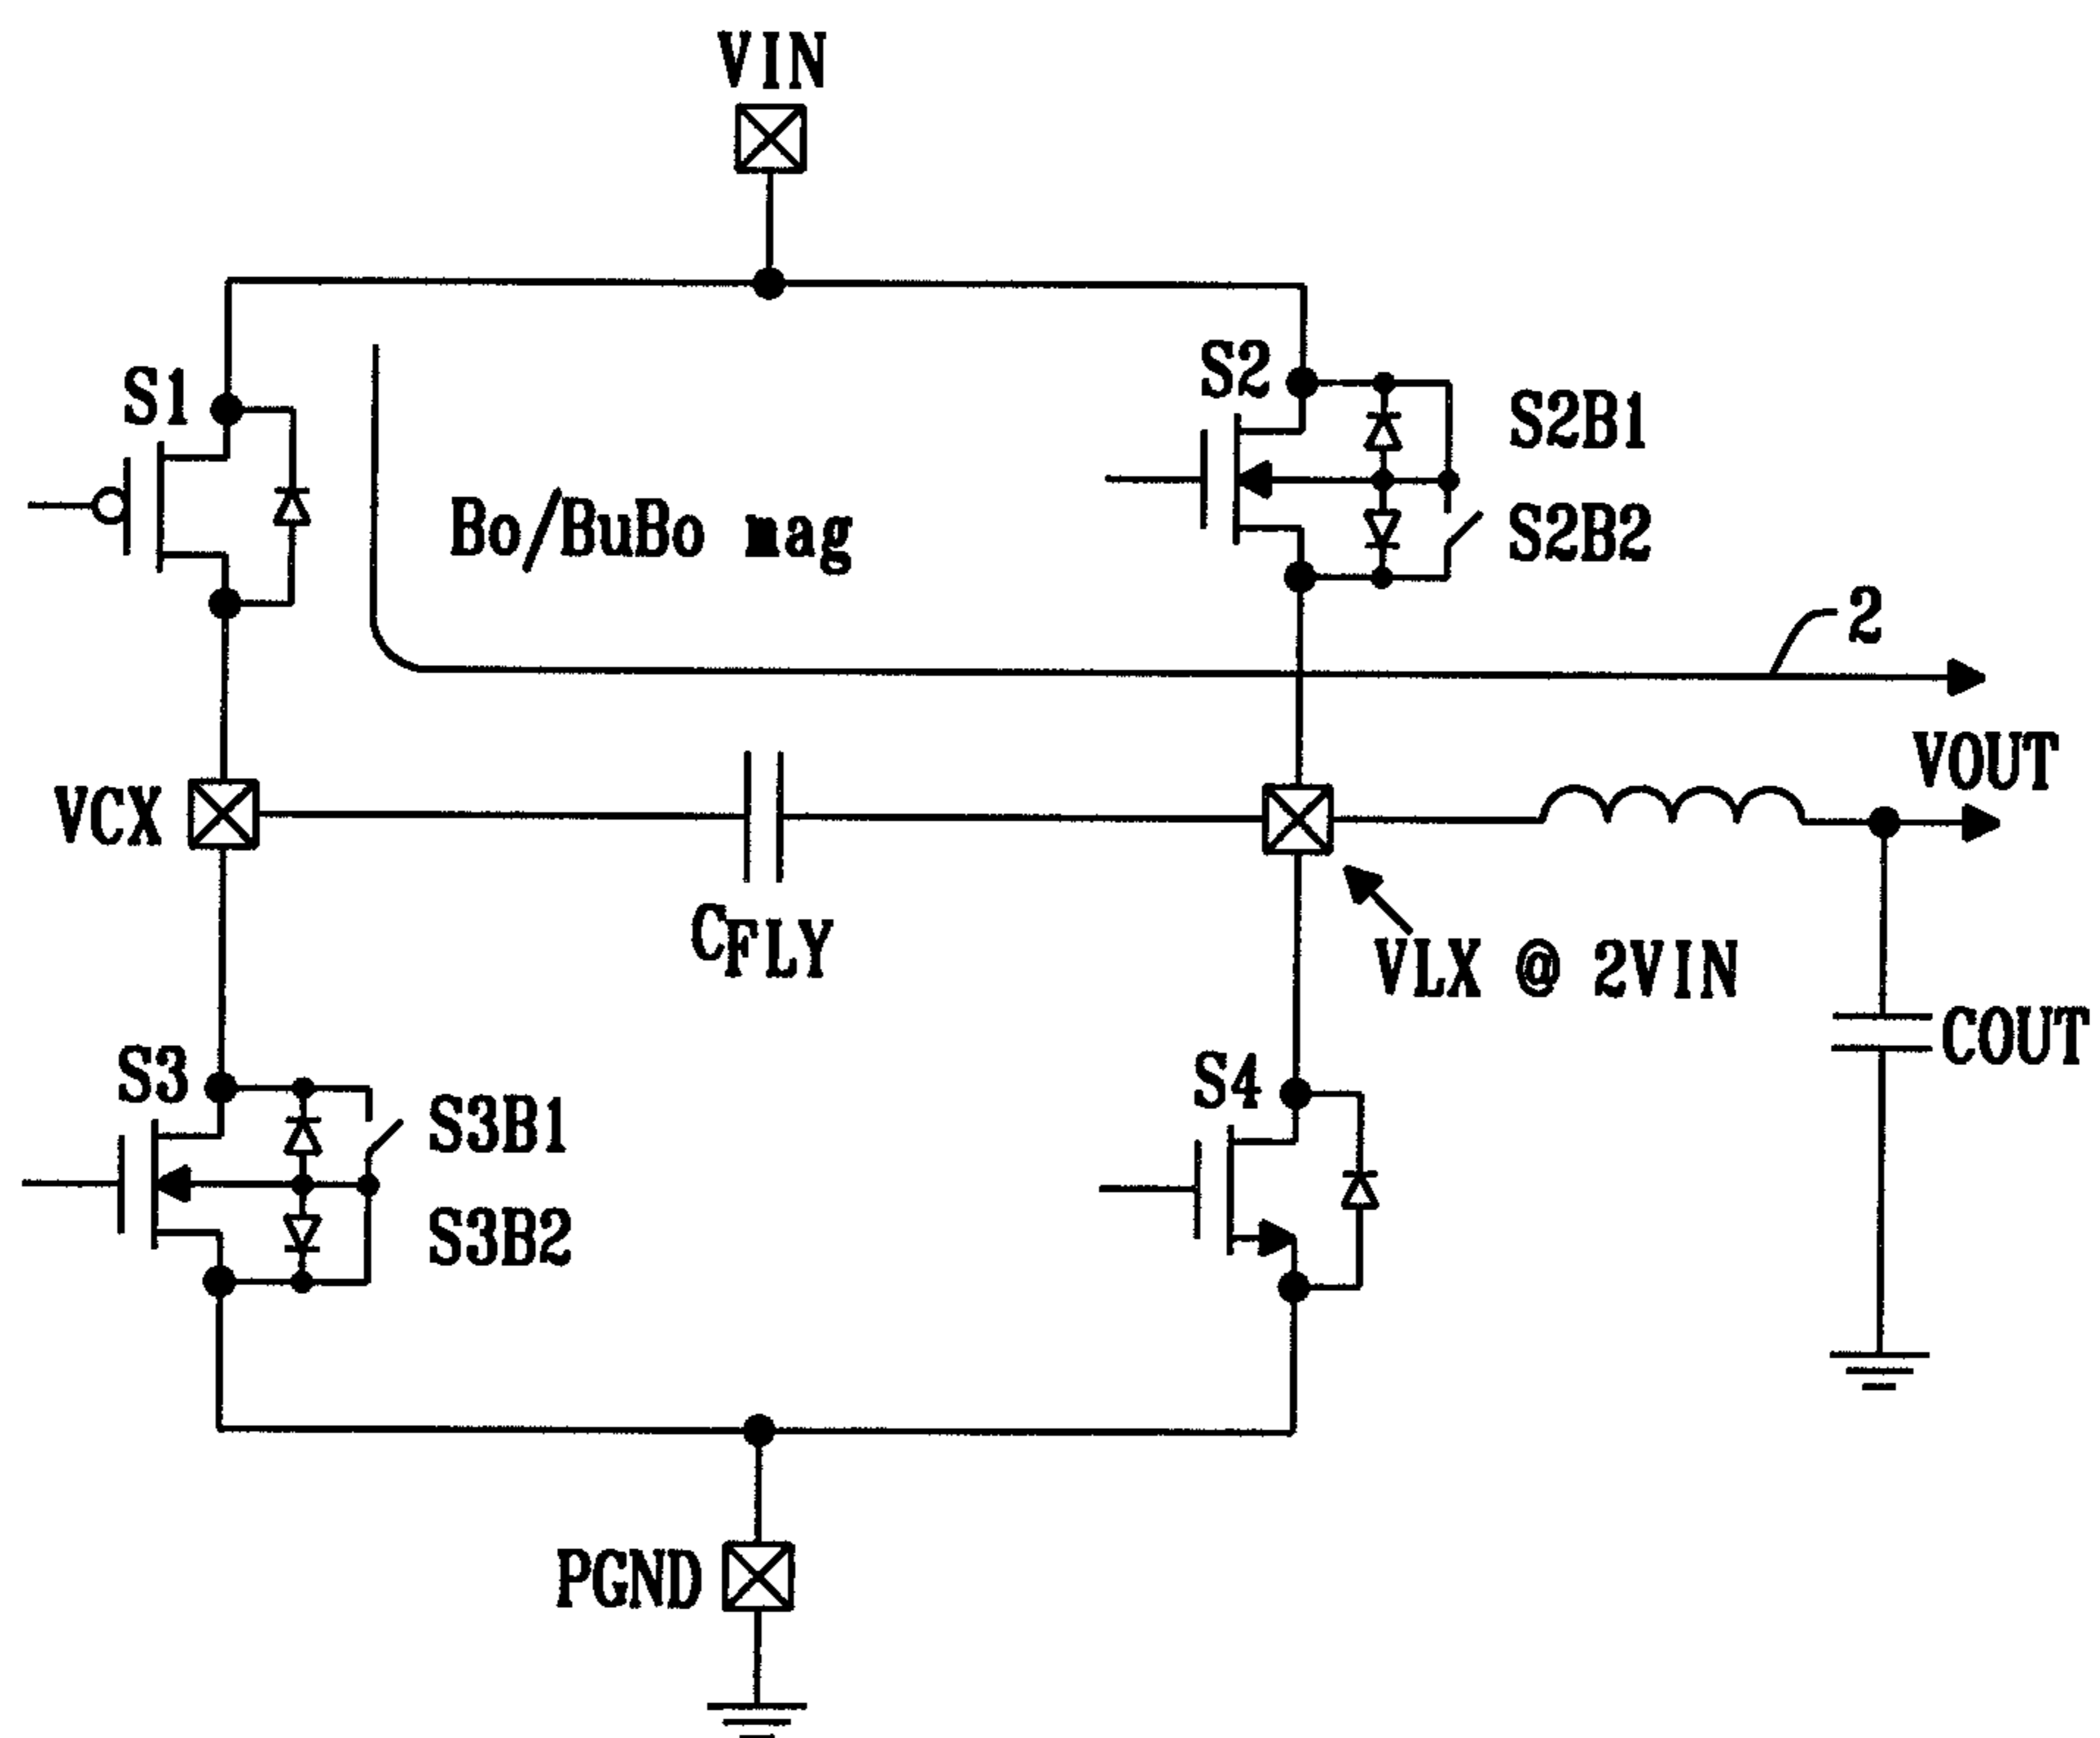 VIN
S1
S2
S2B1
Bo/BuBo mag
S2B2
2
VOUT
VCX
CFLY
VLX @ 2VIN
COUT
S3
S3B1
S4
S3B2
PGND